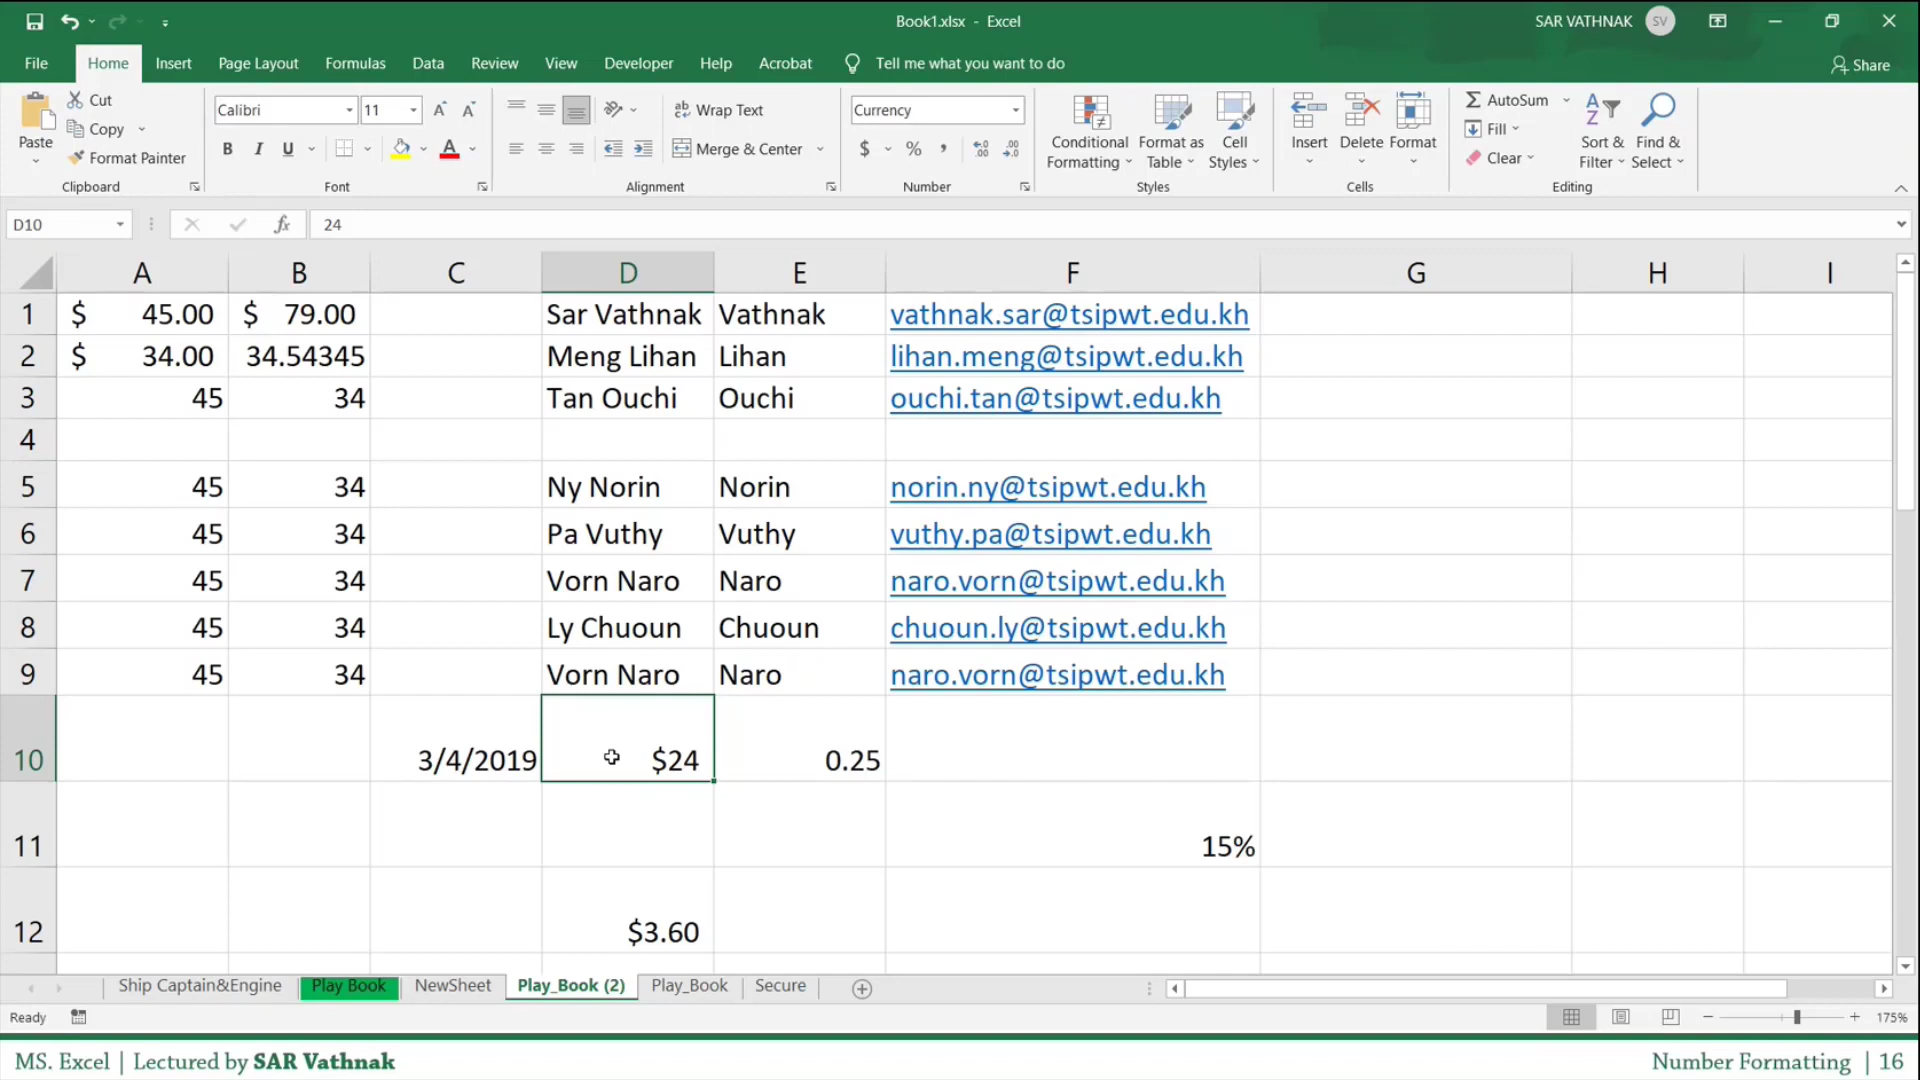 Book1.xlsx - Excel
SAR VATHNAK SV
File Home Insert Page Layout Formulas Data Review View Developer Help Acrobat Tell me what you want to do Share
Paste
Cut
Copy
Format Painter
Clipboard
Calibri 11
B I U
Font
Wrap Text
Merge & Center
Alignment
Currency
$ % ,
Number
Conditional Formatting
Format as Table
Cell Styles
Styles
Insert Delete Format
Cells
AutoSum
Fill
Clear
Sort & Filter
Find & Select
Editing
D10 fx 24
A B C D E F G H I
1 $ 45.00 $ 79.00 Sar Vathnak Vathnak vathnak.sar@tsipwt.edu.kh
2 $ 34.00 34.54345 Meng Lihan Lihan lihan.meng@tsipwt.edu.kh
3 45 34 Tan Ouchi Ouchi ouchi.tan@tsipwt.edu.kh
4
5 45 34 Ny Norin Norin norin.ny@tsipwt.edu.kh
6 45 34 Pa Vuthy Vuthy vuthy.pa@tsipwt.edu.kh
7 45 34 Vorn Naro Naro naro.vorn@tsipwt.edu.kh
8 45 34 Ly Chuoun Chuoun chuoun.ly@tsipwt.edu.kh
9 45 34 Vorn Naro Naro naro.vorn@tsipwt.edu.kh
10 3/4/2019 $24 0.25
11 15%
12 $3.60
Ship Captain&Engine Play Book NewSheet Play_Book (2) Play_Book Secure
Ready 175%
MS. Excel | Lectured by SAR Vathnak
Number Formatting | 16